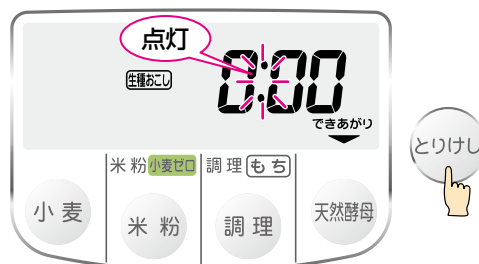 点灯
生種おこし
0:00
できあがり
とりけし
米粉 小麦ゼロ 調理 もち
小麦
米粉
調理
天然酵母